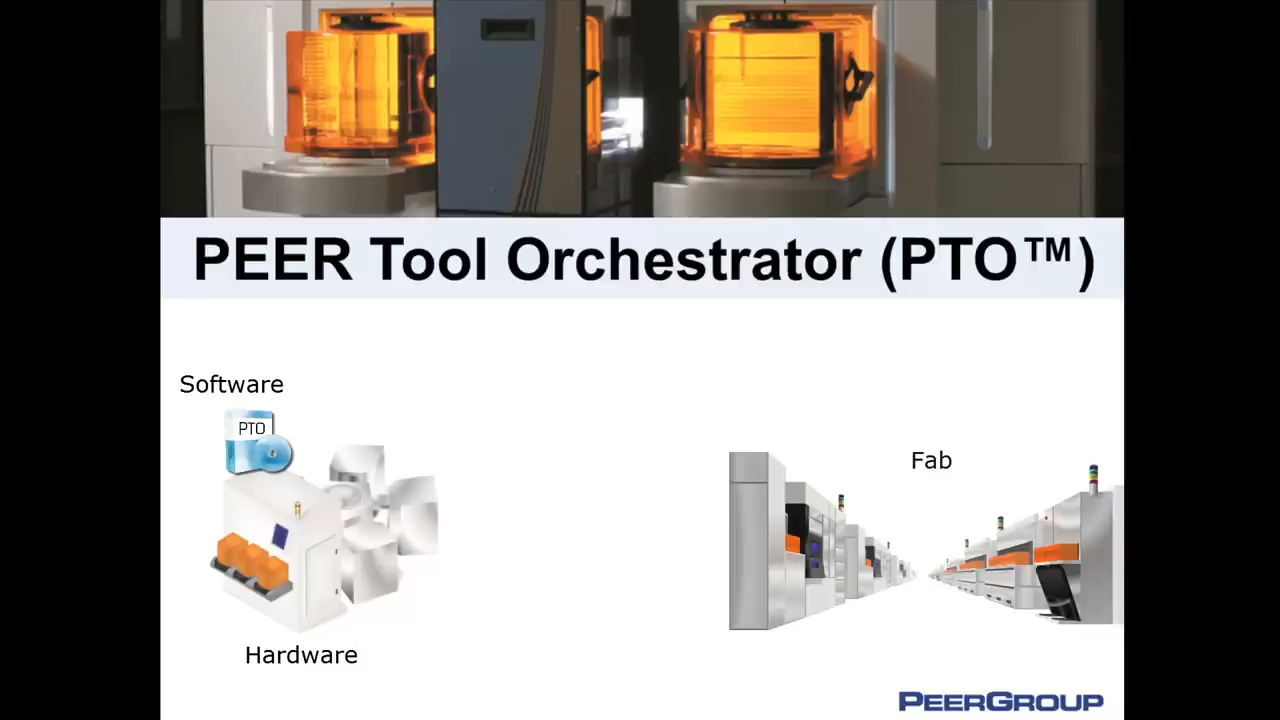 PEER Tool Orchestrator (PTO™)
Software
PTO
Fab
Hardware
PEERGROUP